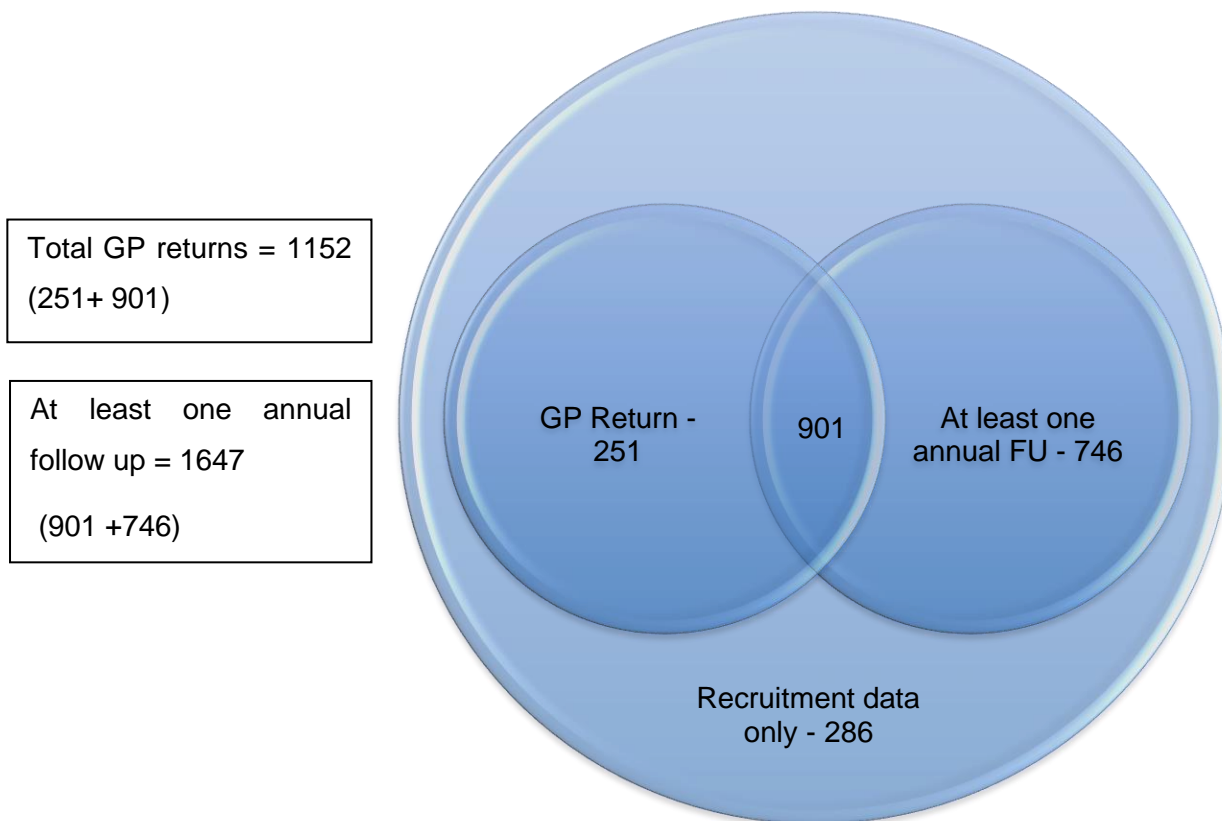 Total GP returns = 1152
(251+ 901)
At least one annual
follow up = 1647
(901 +746)
GP Return -
251
901
At least one
annual FU - 746
Recruitment data
only - 286